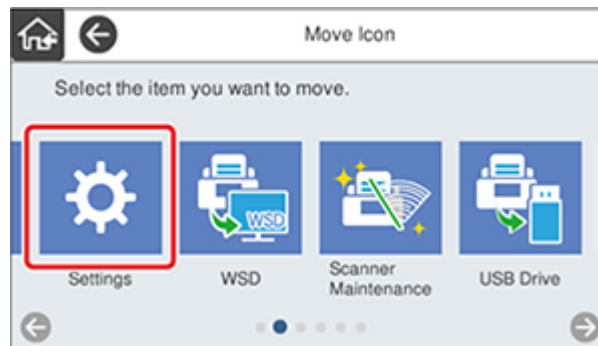 Move Icon
Select the item you want to move.
WSD
Settings
WSD
Scanner
Maintenance
USB Drive